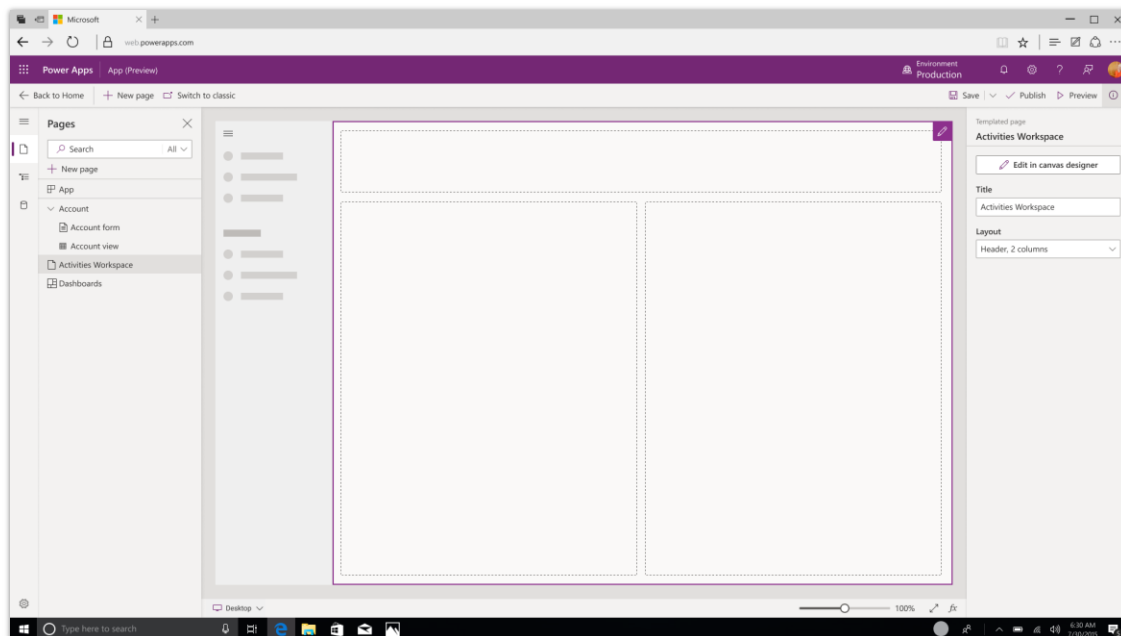 Microsoft
web.powerapps.com
Power Apps App (Preview)
Environment
Production
Back to Home New page Switch to classic
Save Publish Preview
Pages
Search All
New page
App
Account
Account form
Account view
Activities Workspace
Dashboards
Templated page
Activities Workspace
Edit in canvas designer
Title
Activities Workspace
Layout
Header, 2 columns
Desktop
100%
fx
Type here to search
6:30 AM
7/30/2015